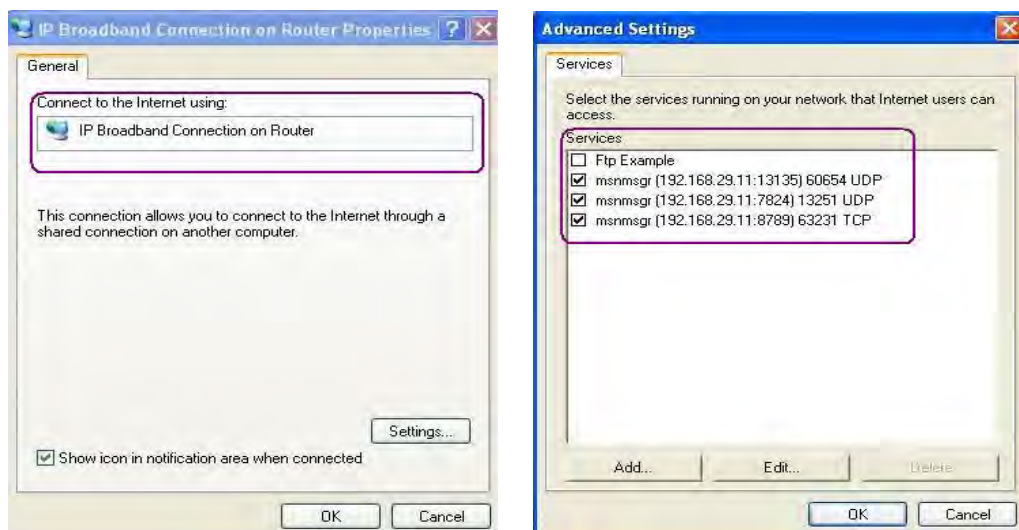 IP Broadband Connection on Router Properties
General
Connect to the Internet using:
IP Broadband Connection on Router
This connection allows you to connect to the Internet through a
shared connection on another computer.
Settings...
Show icon in notification area when connected
OK
Cancel
Advanced Settings
Services
Select the services running on your network that Internet users can
access.
Services
Ftp Example
msnmsgr (192.168.29.11:13135) 60654 UDP
msnmsgr (192.168.29.11:7824) 13251 UDP
msnmsgr (192.168.29.11:8789) 63231 TCP
Add...
Edit...
Delete
OK
Cancel